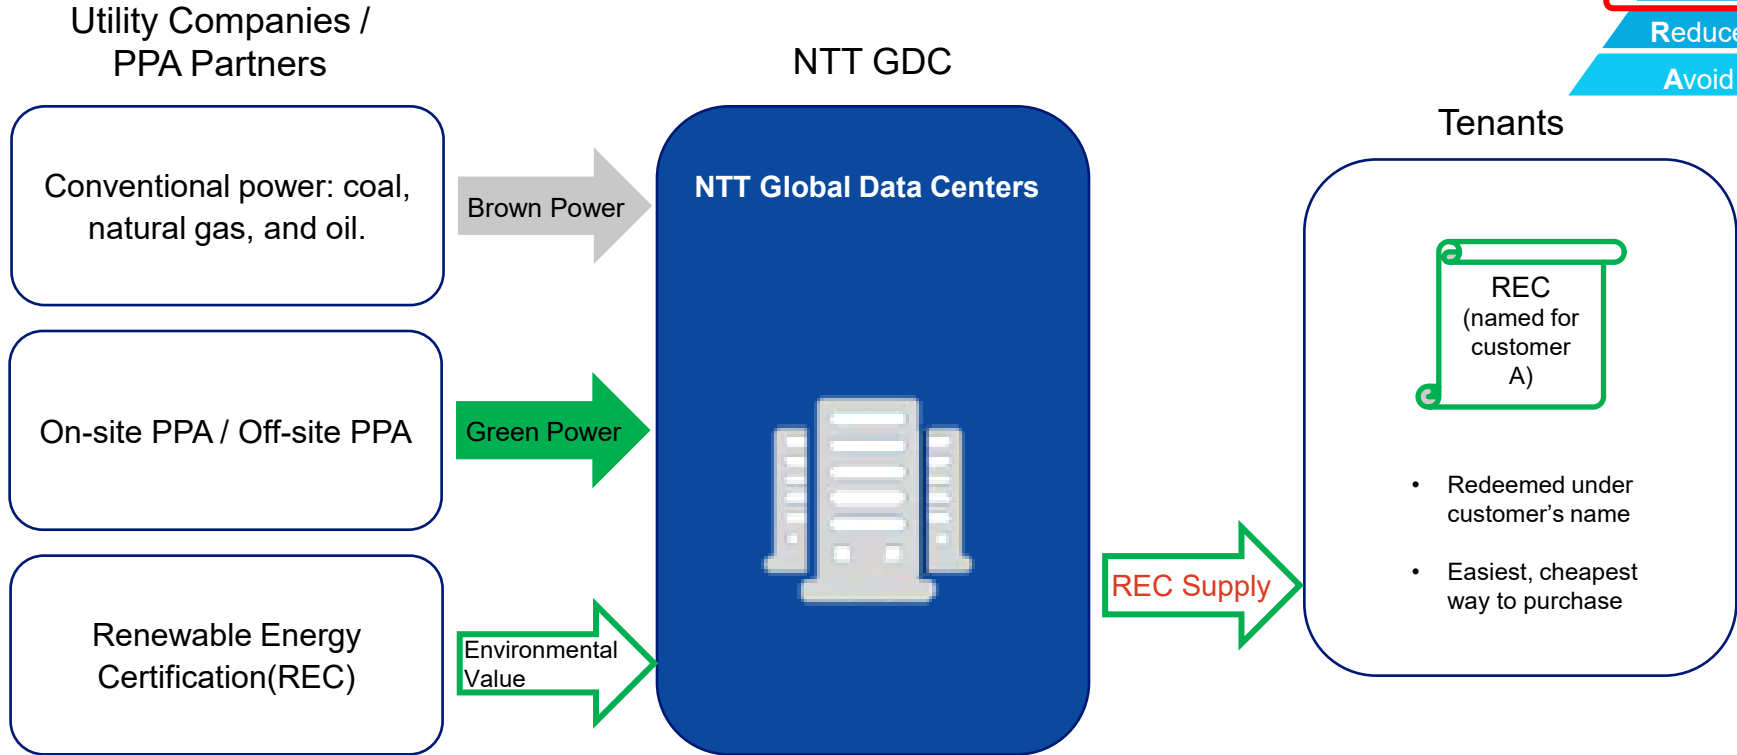 Utility Companies /
PPA Partners
NTT GDC
Reduce
Avoid
Tenants
Conventional power: coal,
natural gas, and oil.
Brown Power
NTT Global Data Centers
On-site PPA / Off-site PPA
Green Power
Renewable Energy
Certification(REC)
Environmental
Value
REC Supply
REC
(named for
customer
A)
• Redeemed under
customer’s name
• Easiest, cheapest
way to purchase